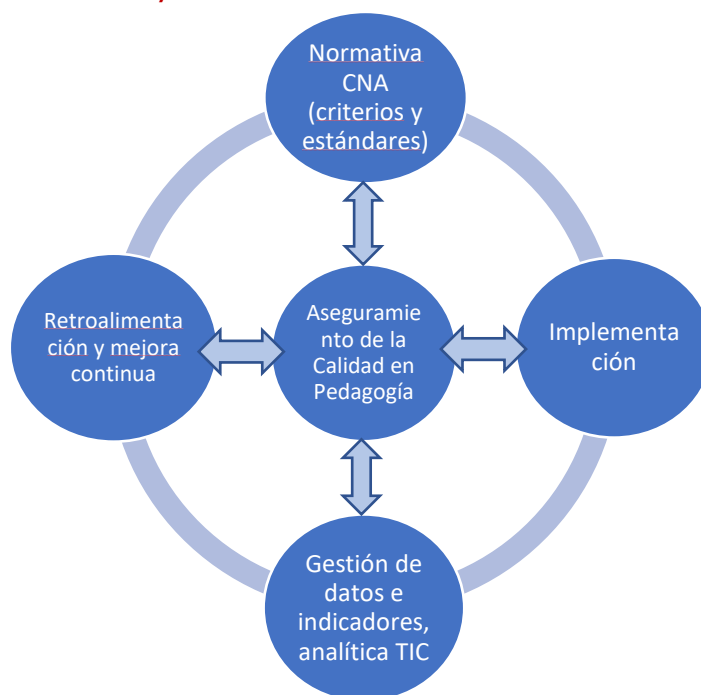 Normativa
CNA
(criterios y
estándares)
Retroalimenta
ción y mejora
continua
Aseguramie
nto de la
Calidad en
Pedagogía
Implementa
ción
Gestión de
datos e
indicadores,
analítica TIC